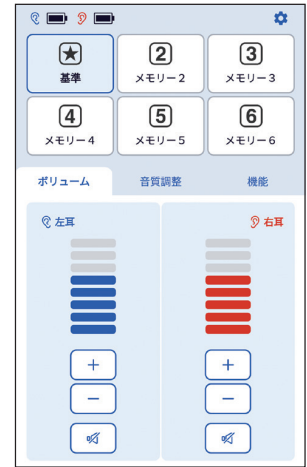 基準
2
メモリー2
3
メモリー3
4
メモリー4
5
メモリー5
6
メモリー6
ボリューム 音質調整 機能
左耳 右耳
+ +
− −